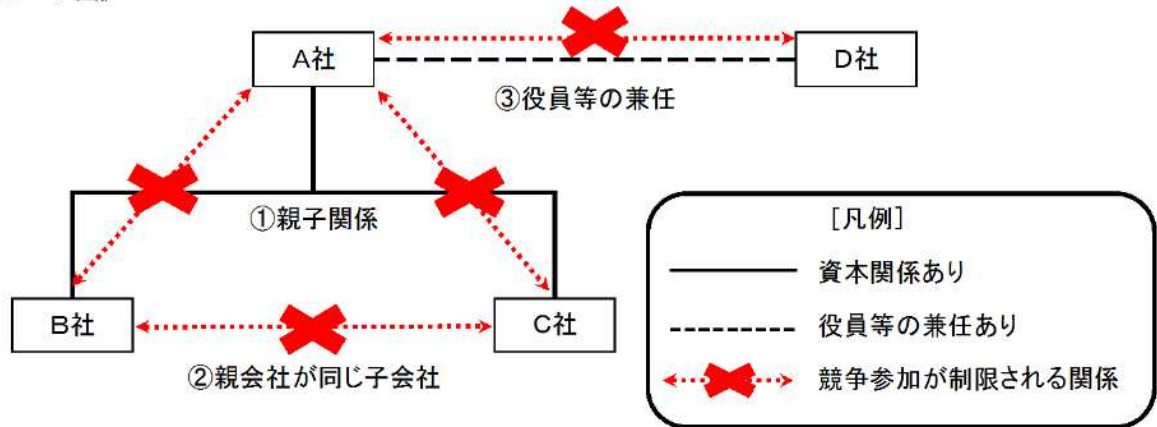 A社
D社
③役員等の兼任
①親子関係
B社
C社
②親会社が同じ子会社
[凡例]
資本関係あり
役員等の兼任あり
競争参加が制限される関係